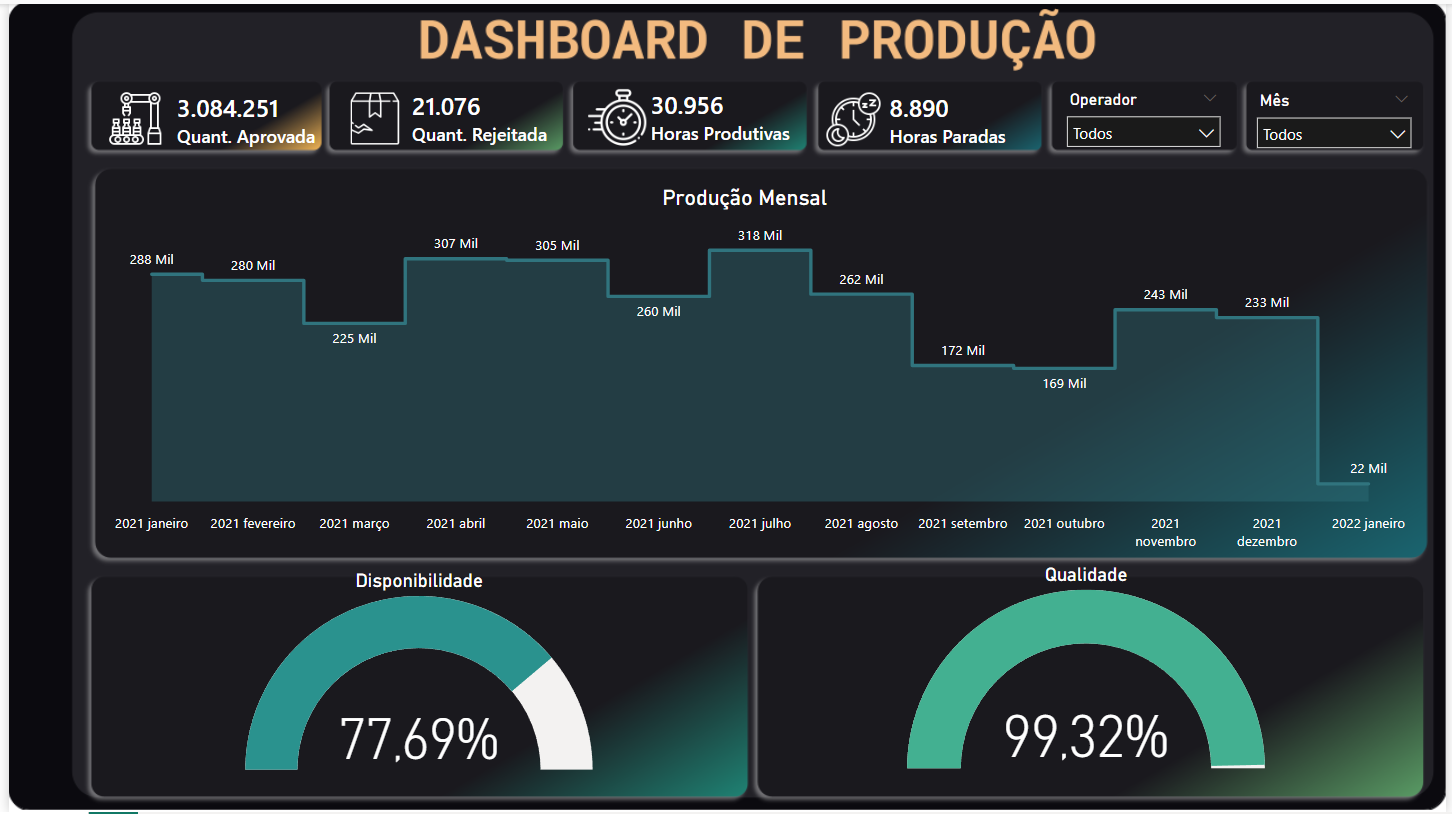 DASHBOARD DE PRODUÇÃO
3.084.251
Quant. Aprovada
21.076
Quant. Rejeitada
30.956
Horas Produtivas
zz
8.890
Horas Paradas
Operador
Todos
Mês
Todos
Produção Mensal
288 Mil
280 Mil
225 Mil
307 Mil
305 Mil
260 Mil
318 Mil
262 Mil
172 Mil
169 Mil
243 Mil
233 Mil
22 Mil
2021 janeiro
2021 fevereiro
2021 março
2021 abril
2021 maio
2021 junho
2021 julho
2021 agosto
2021 setembro
2021 outubro
2021
novembro
2021
dezembro
2022 janeiro
Disponibilidade
77,69%
Qualidade
99,32%